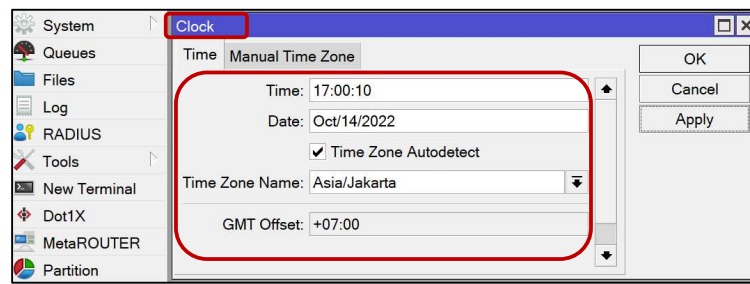 System
Queues
Files
Log
RADIUS
Tools
New Terminal
Dot1X
MetaROUTER
Partition
Clock
Time Manual Time Zone
Time: 17:00:10
Date: Oct/14/2022
Time Zone Autodetect
Time Zone Name: Asia/Jakarta
GMT Offset: +07:00
OK
Cancel
Apply